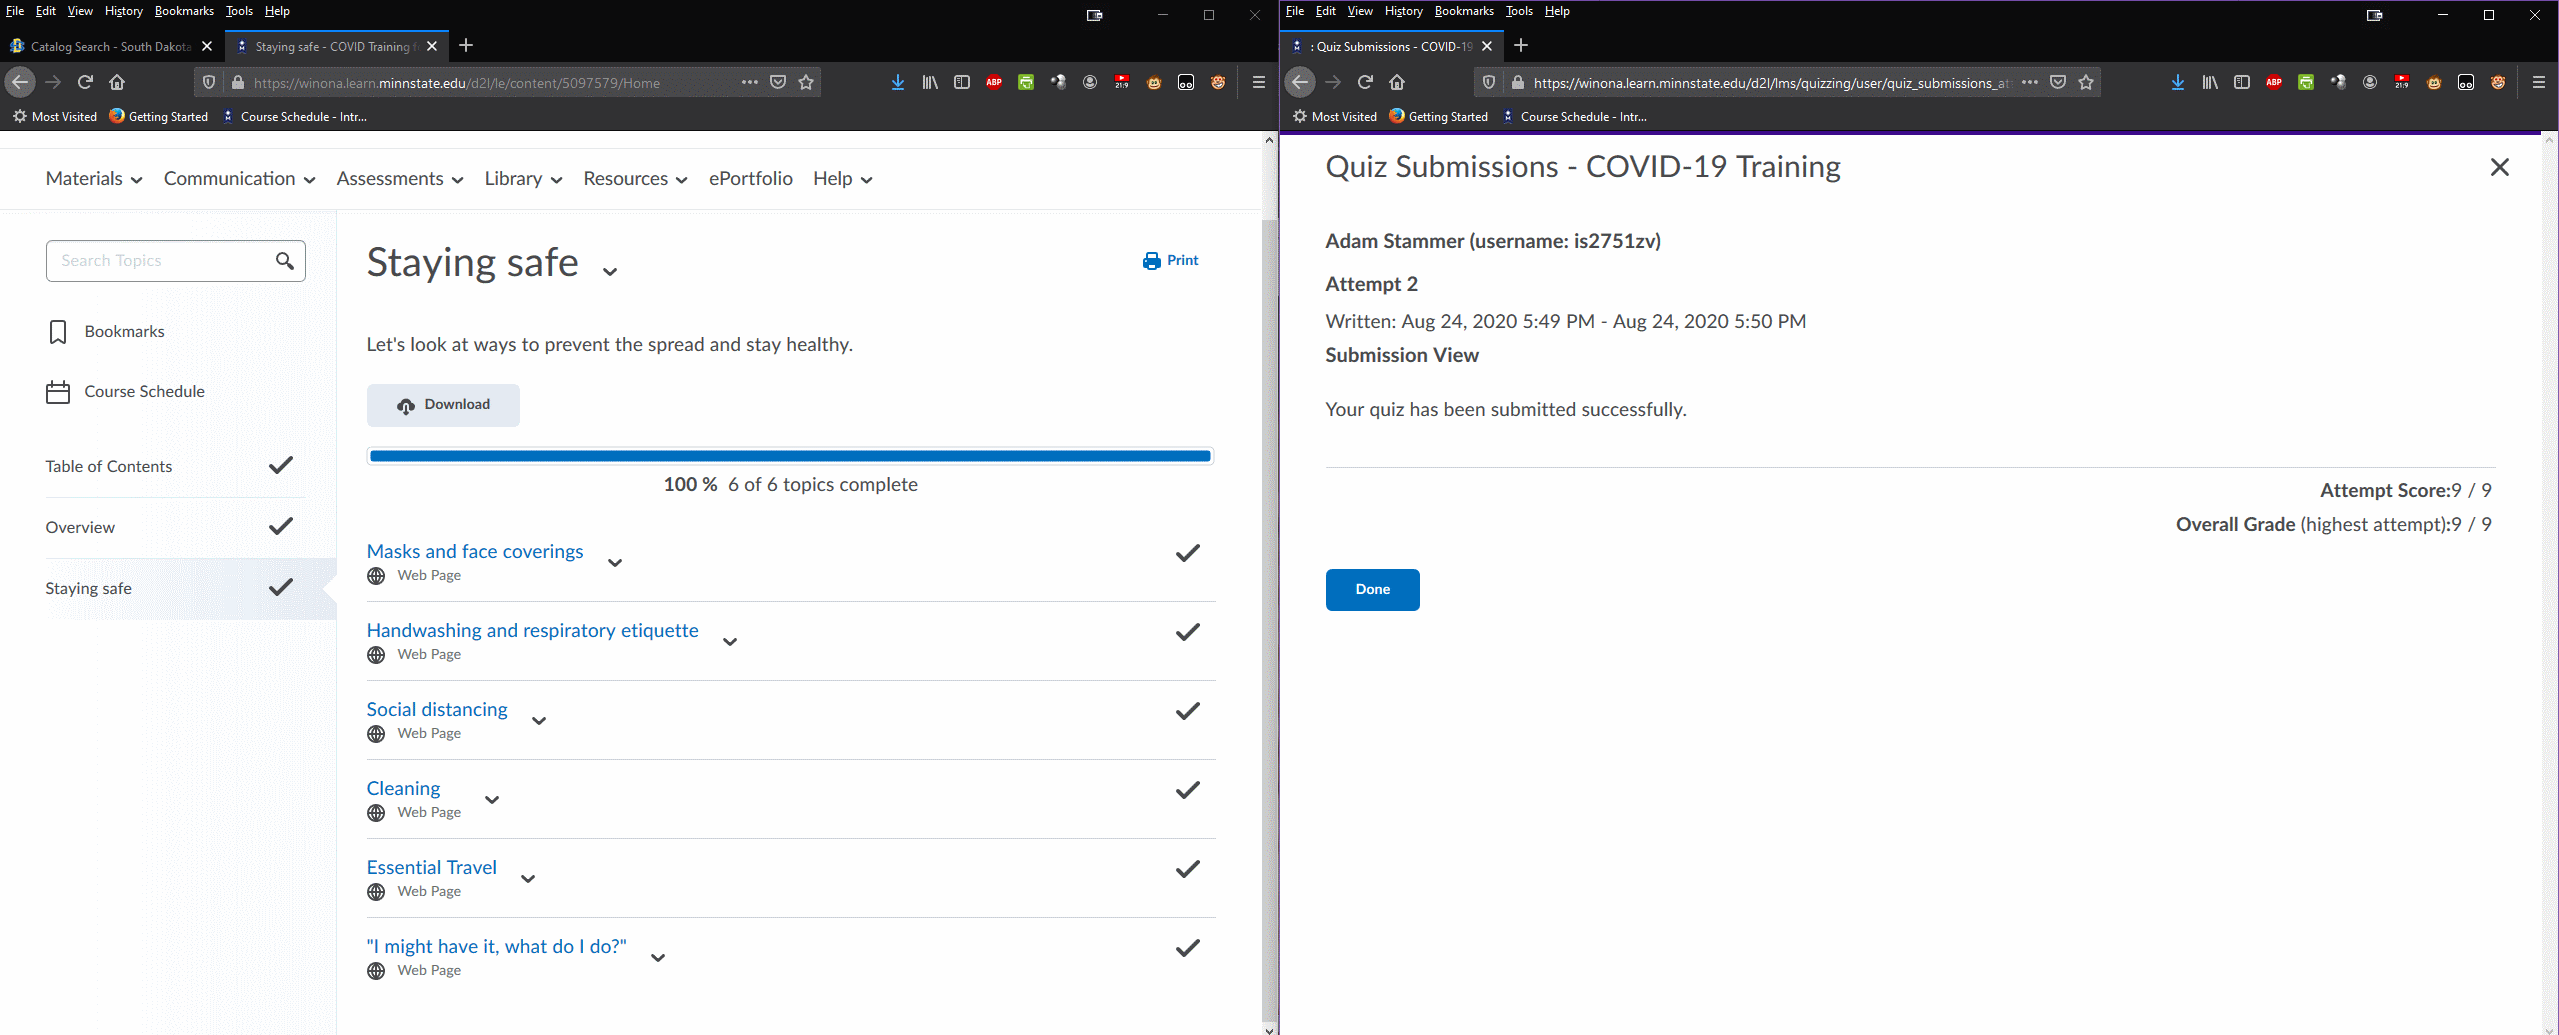 File Edit View History Bookmarks Tools Help
Catalog Search - South Dakota
Staying safe - COVID Training f
https://winona.learn.minnstate.edu/d2l/le/content/5097579/Home
ABP
21:9
Most Visited Getting Started Course Schedule - Intr...
Materials Communication Assessments Library Resources ePortfolio Help
Search Topics
Bookmarks
Course Schedule
Table of Contents
Overview
Staying safe
Staying safe
Print
Let's look at ways to prevent the spread and stay healthy.
Download
100 % 6 of 6 topics complete
Masks and face coverings
Web Page
Handwashing and respiratory etiquette
Web Page
Social distancing
Web Page
Cleaning
Web Page
Essential Travel
Web Page
"I might have it, what do I do?"
Web Page
File Edit View History Bookmarks Tools Help
: Quiz Submissions - COVID-19
https://winona.learn.minnstate.edu/d2l/lms/quizzing/user/quiz_submissions_at
ABP
21:9
Most Visited Getting Started Course Schedule - Intr...
Quiz Submissions - COVID-19 Training
Adam Stammer (username: is2751zv)
Attempt 2
Written: Aug 24, 2020 5:49 PM - Aug 24, 2020 5:50 PM
Submission View
Your quiz has been submitted successfully.
Attempt Score:9 / 9
Overall Grade (highest attempt):9 / 9
Done